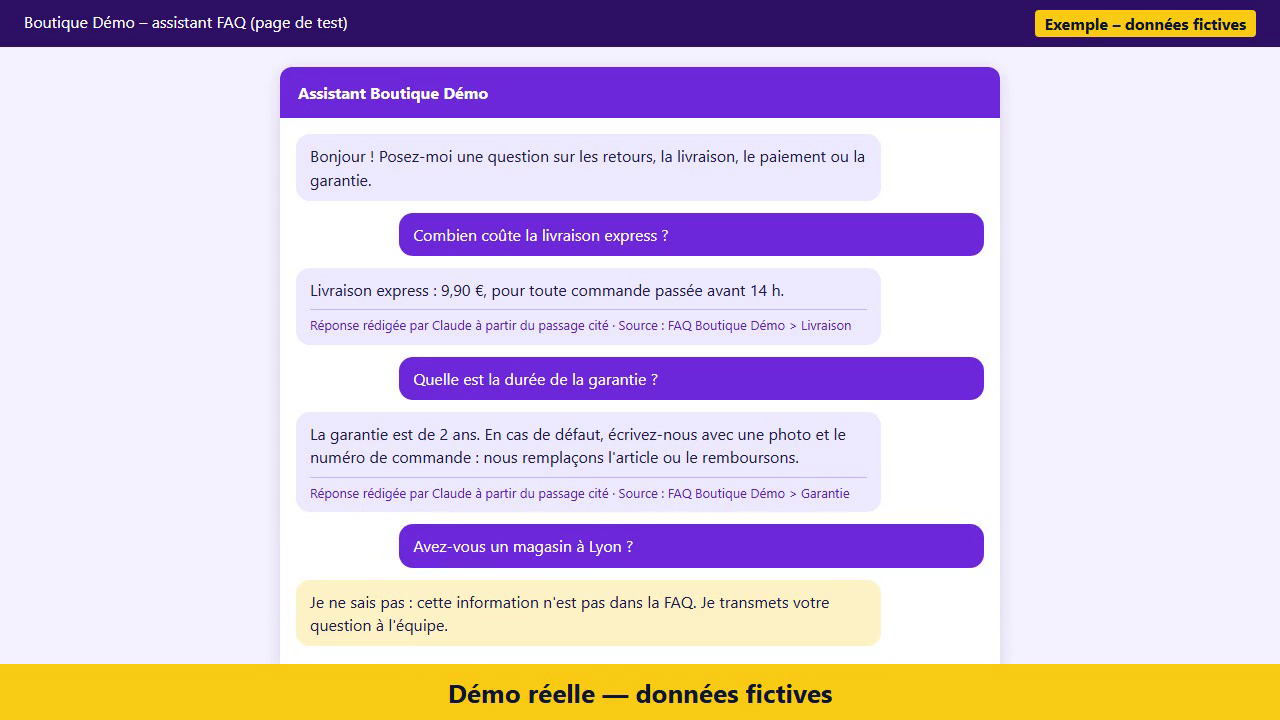 Boutique Démo – assistant FAQ (page de test)
Exemple – données fictives
Assistant Boutique Démo
Bonjour ! Posez-moi une question sur les retours, la livraison, le paiement ou la
garantie.
Combien coûte la livraison express ?
Livraison express : 9,90 €, pour toute commande passée avant 14 h.
Réponse rédigée par Claude à partir du passage cité · Source : FAQ Boutique Démo > Livraison
Quelle est la durée de la garantie ?
La garantie est de 2 ans. En cas de défaut, écrivez-nous avec une photo et le
numéro de commande : nous remplaçons l'article ou le remboursons.
Réponse rédigée par Claude à partir du passage cité · Source : FAQ Boutique Démo > Garantie
Avez-vous un magasin à Lyon ?
Je ne sais pas : cette information n'est pas dans la FAQ. Je transmets votre
question à l'équipe.
Démo réelle — données fictives